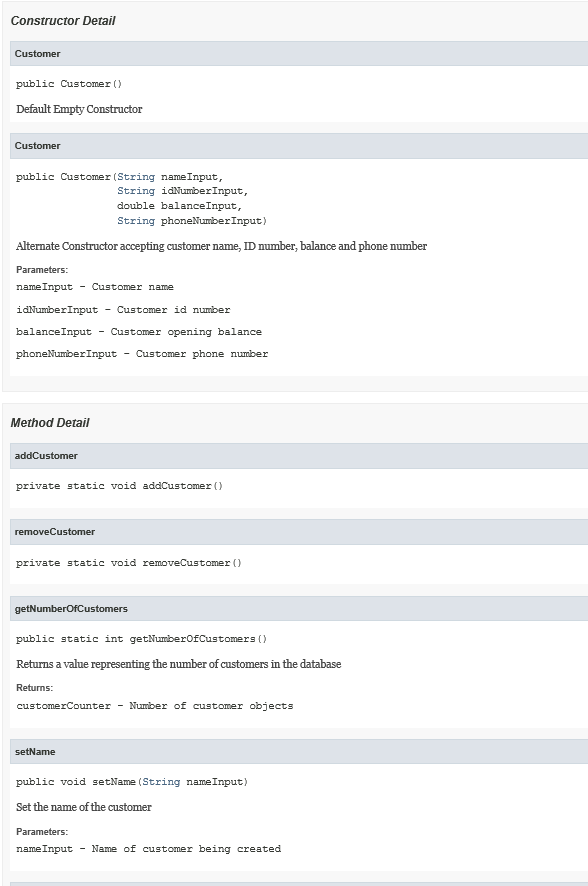 Constructor Detail
Customer
public Customer()
Default Empty Constructor
Customer
public Customer(String nameInput,
String idNumberInput,
double balanceInput,
String phoneNumberInput)
Alternate Constructor accepting customer name, ID number, balance and phone number
Parameters:
nameInput - Customer name
idNumberInput - Customer id number
balanceInput - Customer opening balance
phoneNumberInput - Customer phone number
Method Detail
addCustomer
private static void addCustomer()
removeCustomer
private static void removeCustomer()
getNumberOfCustomers
public static int getNumberOfCustomers()
Returns a value representing the number of customers in the database
Returns:
customerCounter - Number of customer objects
setName
public void setName(String nameInput)
Set the name of the customer
Parameters:
nameInput - Name of customer being created